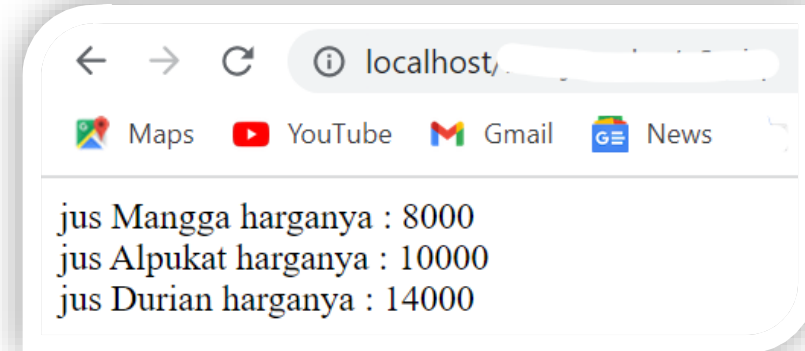 localhost/
Maps YouTube Gmail News
jus Mangga harganya : 8000
jus Alpukat harganya : 10000
jus Durian harganya : 14000